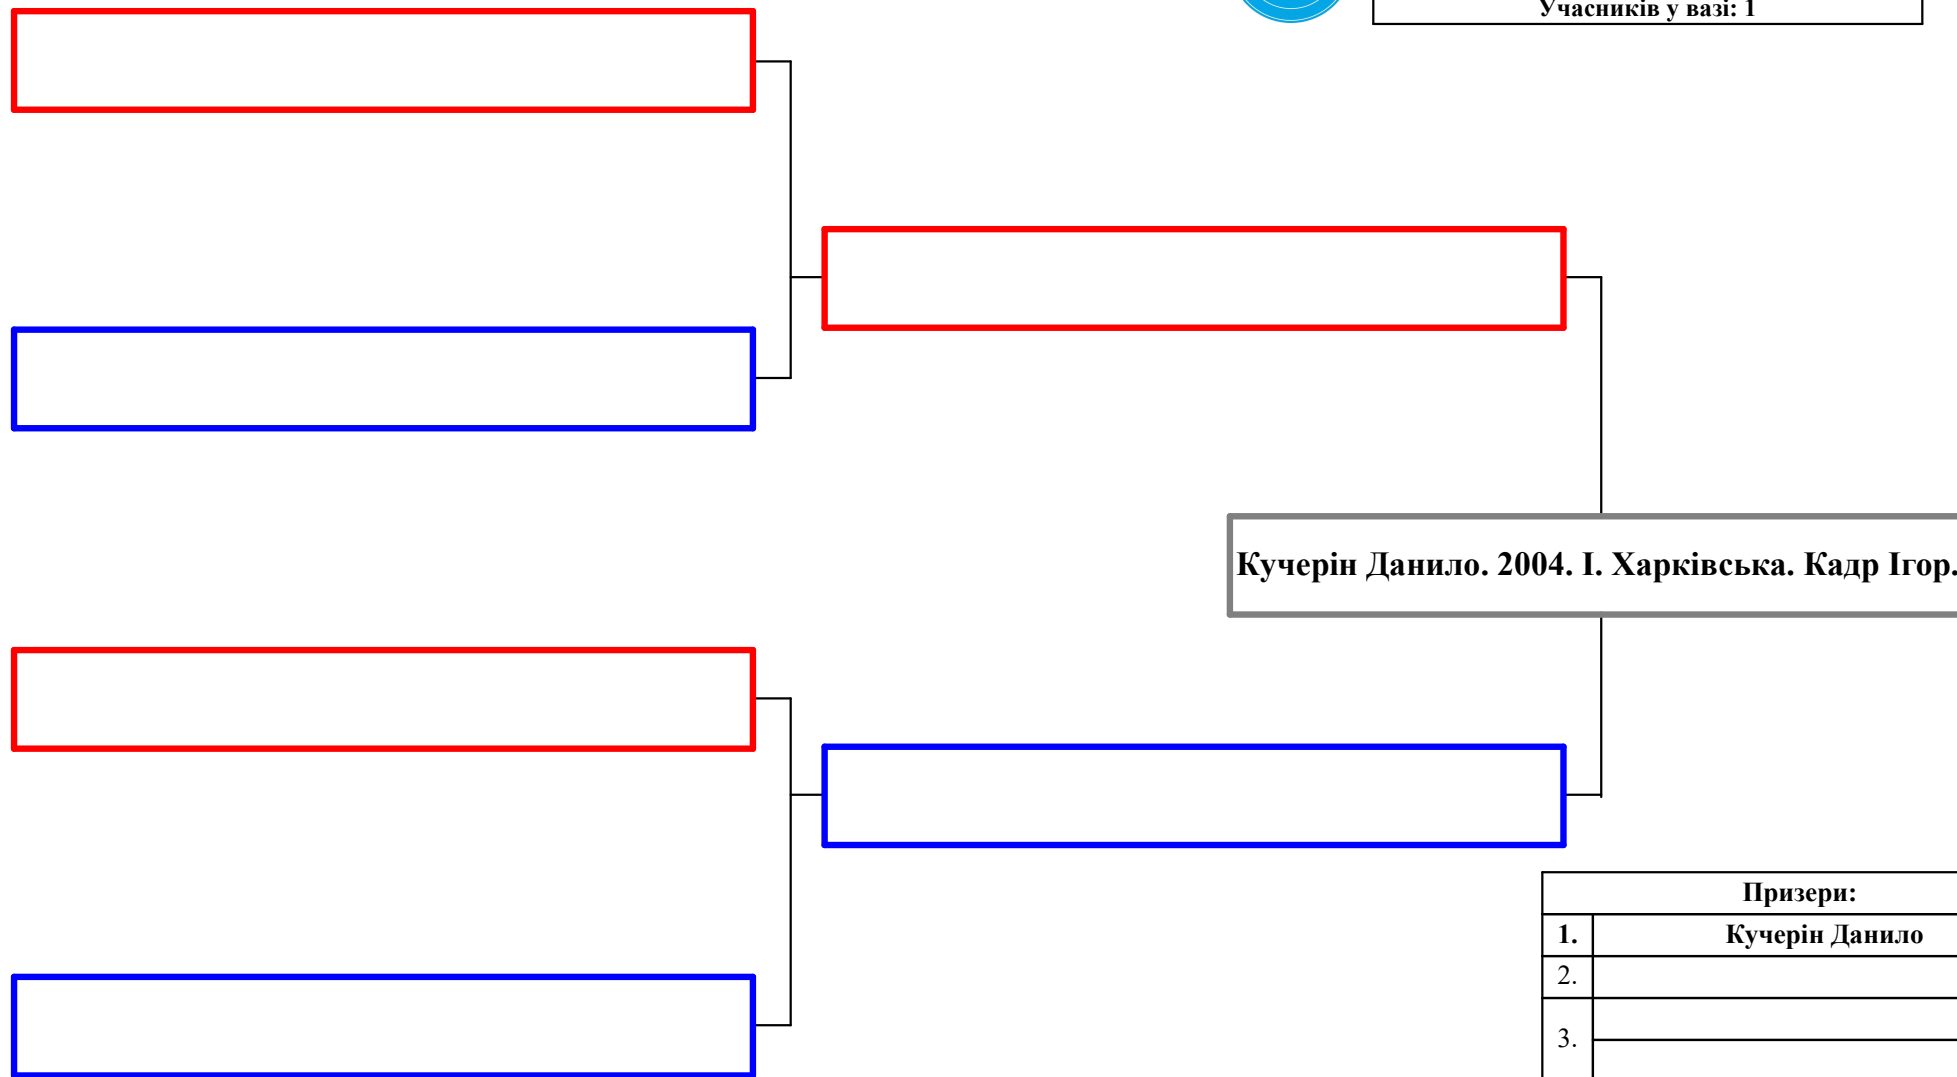 Учасників у вазі: 1
Кучерін Данило. 2004. І. Харківська. Кадр Ігор.
Призери:
1. Кучерін Данило
2.
3.